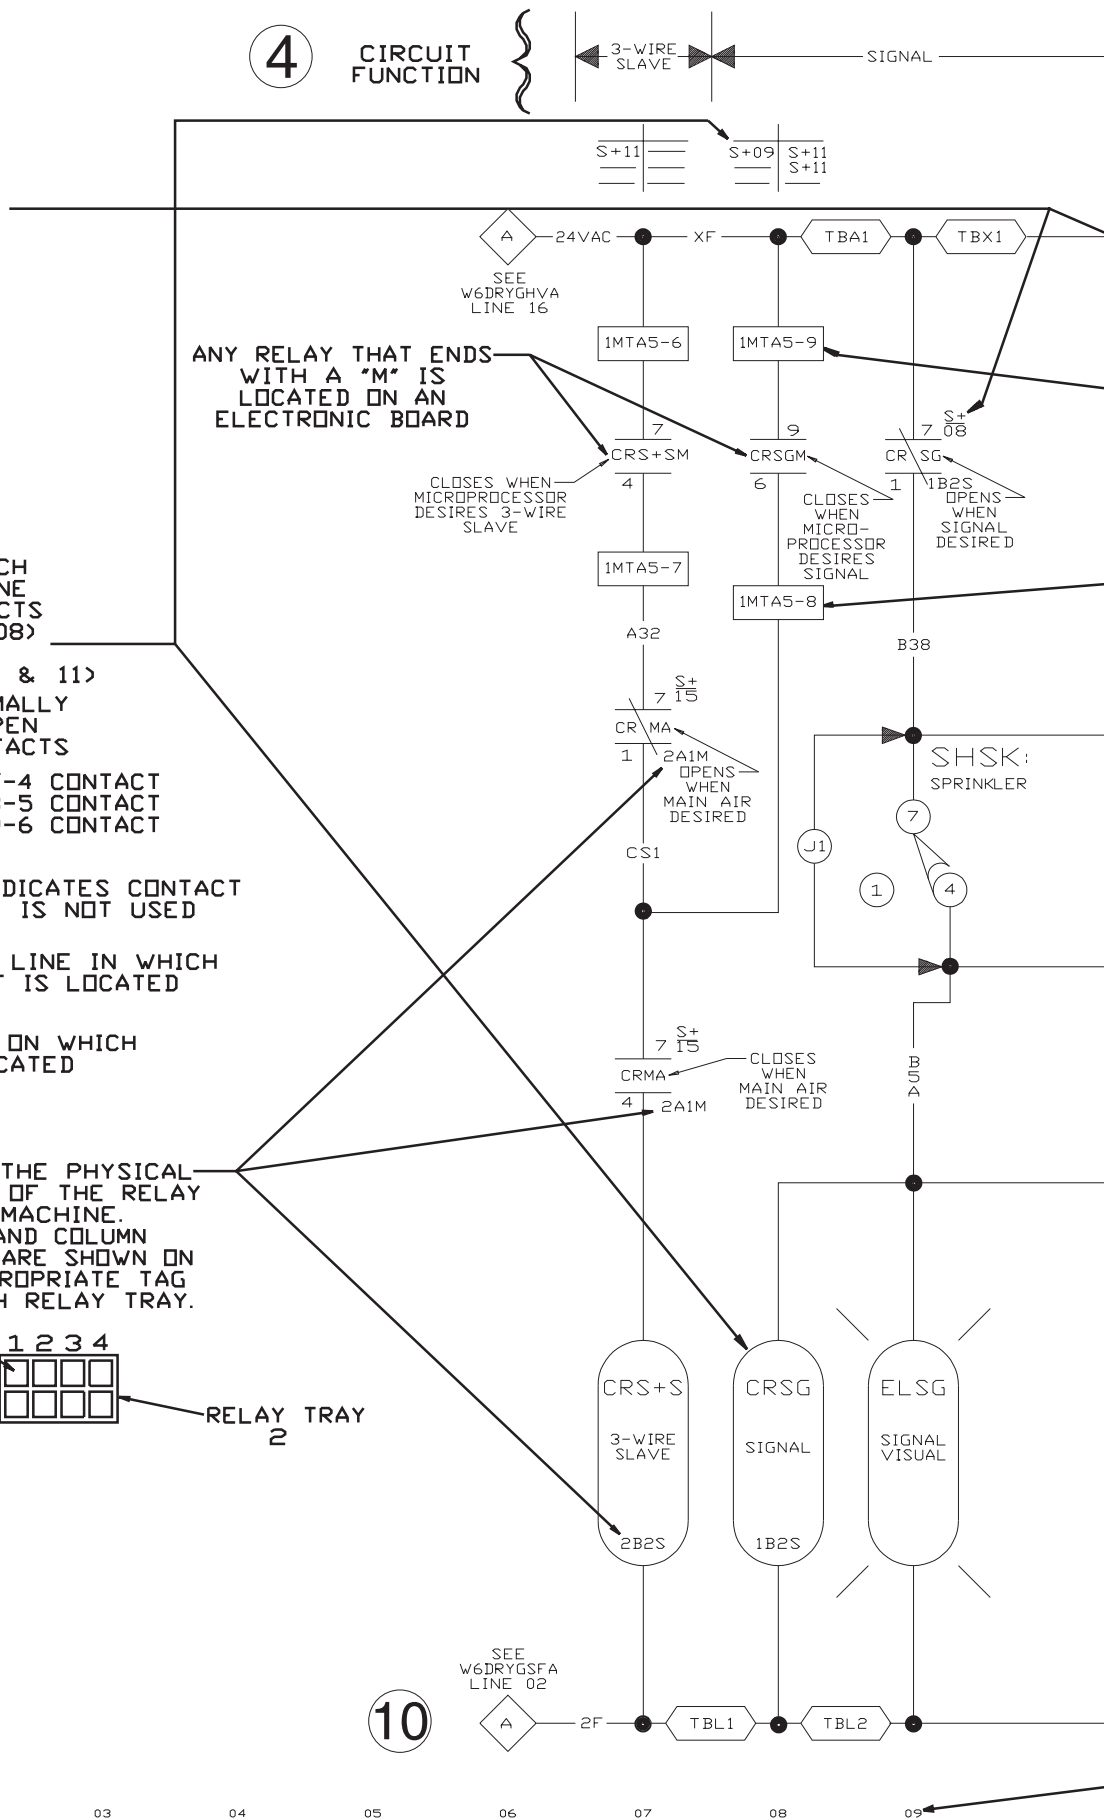 4
CIRCUIT
FUNCTION
3-WIRE
SLAVE
SIGNAL
S+11
S+09
S+11
S+11
A
24VAC
XF
TBA1
TBX1
SEE
W6DRYGHVA
LINE 16
1MTA5-6
1MTA5-9
ANY RELAY THAT ENDS
WITH A "M" IS
LOCATED ON AN
ELECTRONIC BOARD
7
CRS+SM
4
9
CRSGM
6
7
S+
08
CR SG
1
1B2S
CLOSES WHEN
MICROPROCESSOR
DESIRES 3-WIRE
SLAVE
CLOSES
WHEN
MICRO-
PROCESSOR
DESIRES
SIGNAL
OPENS
WHEN
SIGNAL
DESIRED
1MTA5-7
1MTA5-8
CH
NE
CTS
08)
A32
B38
& 11)
MALLY
PEN
TACTS
7
S+
15
CR MA
1
2A1M
OPENS
WHEN
MAIN AIR
DESIRED
SHSK:
SPRINKLER
-4 CONTACT
-5 CONTACT
-6 CONTACT
7
J1
1
4
CS1
DICATES CONTACT
IS NOT USED
LINE IN WHICH
T IS LOCATED
ON WHICH
CATED
7
S+
15
CRMA
4
2A1M
CLOSES
WHEN
MAIN AIR
DESIRED
B5A
THE PHYSICAL
OF THE RELAY
MACHINE.
AND COLUMN
ARE SHOWN ON
ROPRIATE TAG
H RELAY TRAY.
1 2 3 4
RELAY TRAY
2
CRS+S
3-WIRE
SLAVE
2B2S
CRSG
SIGNAL
1B2S
ELSG
SIGNAL
VISUAL
SEE
W6DRYGSFA
LINE 02
10
A
2F
TBL1
TBL2
03 04 05 06 07 08 09